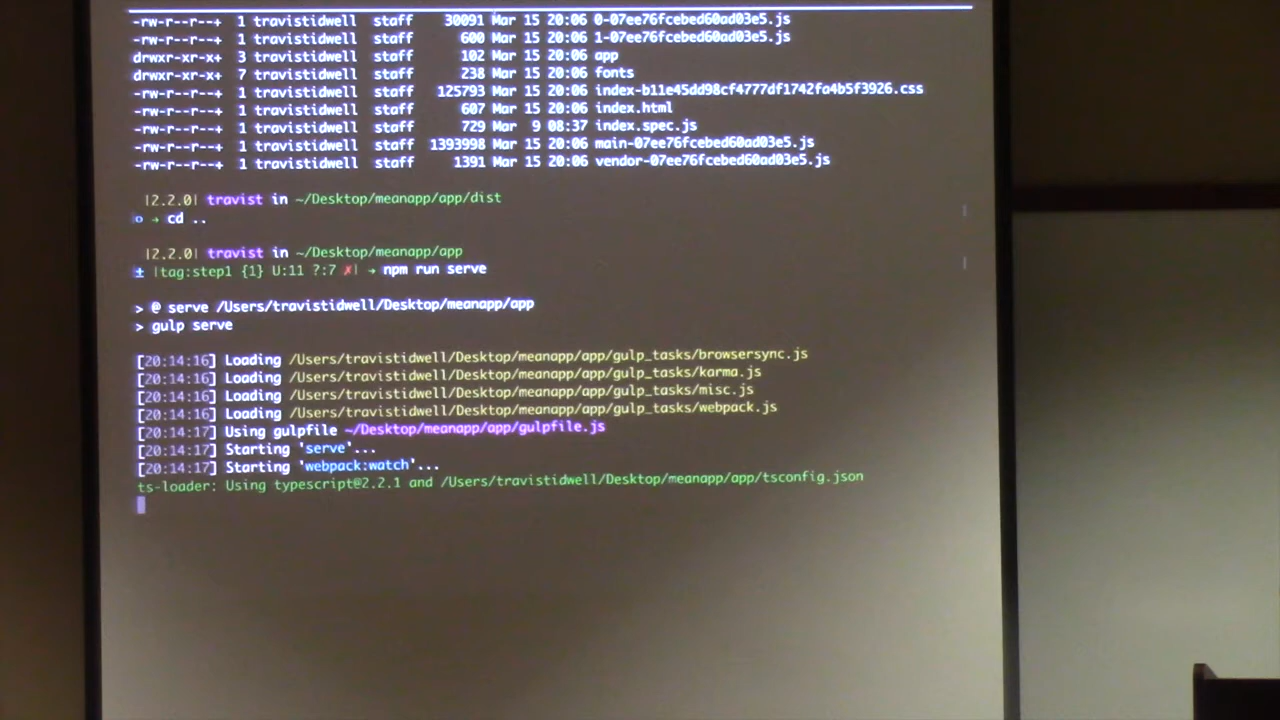 -rw-r--r--+ 1 travistidwell staff 30091 Mar 15 20:06 0-07ee76fcebed60ad03e5.js
-rw-r--r--+ 1 travistidwell staff 600 Mar 15 20:06 1-07ee76fcebed60ad03e5.js
drwxr-xr-x+ 3 travistidwell staff 102 Mar 15 20:06 app
drwxr-xr-x+ 7 travistidwell staff 238 Mar 15 20:06 fonts
-rw-r--r--+ 1 travistidwell staff 125793 Mar 15 20:06 index-b11e45dd98cf4777df1742fa4b5f3926.css
-rw-r--r--+ 1 travistidwell staff 607 Mar 15 20:06 index.html
-rw-r--r--+ 1 travistidwell staff 729 Mar 9 08:37 index.spec.js
-rw-r--r--+ 1 travistidwell staff 1393998 Mar 15 20:06 main-07ee76fcebed60ad03e5.js
-rw-r--r--+ 1 travistidwell staff 1391 Mar 15 20:06 vendor-07ee76fcebed60ad03e5.js
|2.2.0| travist in ~/Desktop/meanapp/app/dist
o → cd ..
|2.2.0| travist in ~/Desktop/meanapp/app
± |tag:step1 {1} U:11 ?:7 ✗| → npm run serve
> @ serve /Users/travistidwell/Desktop/meanapp/app
> gulp serve
[20:14:16] Loading /Users/travistidwell/Desktop/meanapp/app/gulp_tasks/browsersync.js
[20:14:16] Loading /Users/travistidwell/Desktop/meanapp/app/gulp_tasks/karma.js
[20:14:16] Loading /Users/travistidwell/Desktop/meanapp/app/gulp_tasks/misc.js
[20:14:16] Loading /Users/travistidwell/Desktop/meanapp/app/gulp_tasks/webpack.js
[20:14:17] Using gulpfile ~/Desktop/meanapp/app/gulpfile.js
[20:14:17] Starting 'serve'...
[20:14:17] Starting 'webpack:watch'...
ts-loader: Using typescript@2.2.1 and /Users/travistidwell/Desktop/meanapp/app/tsconfig.json